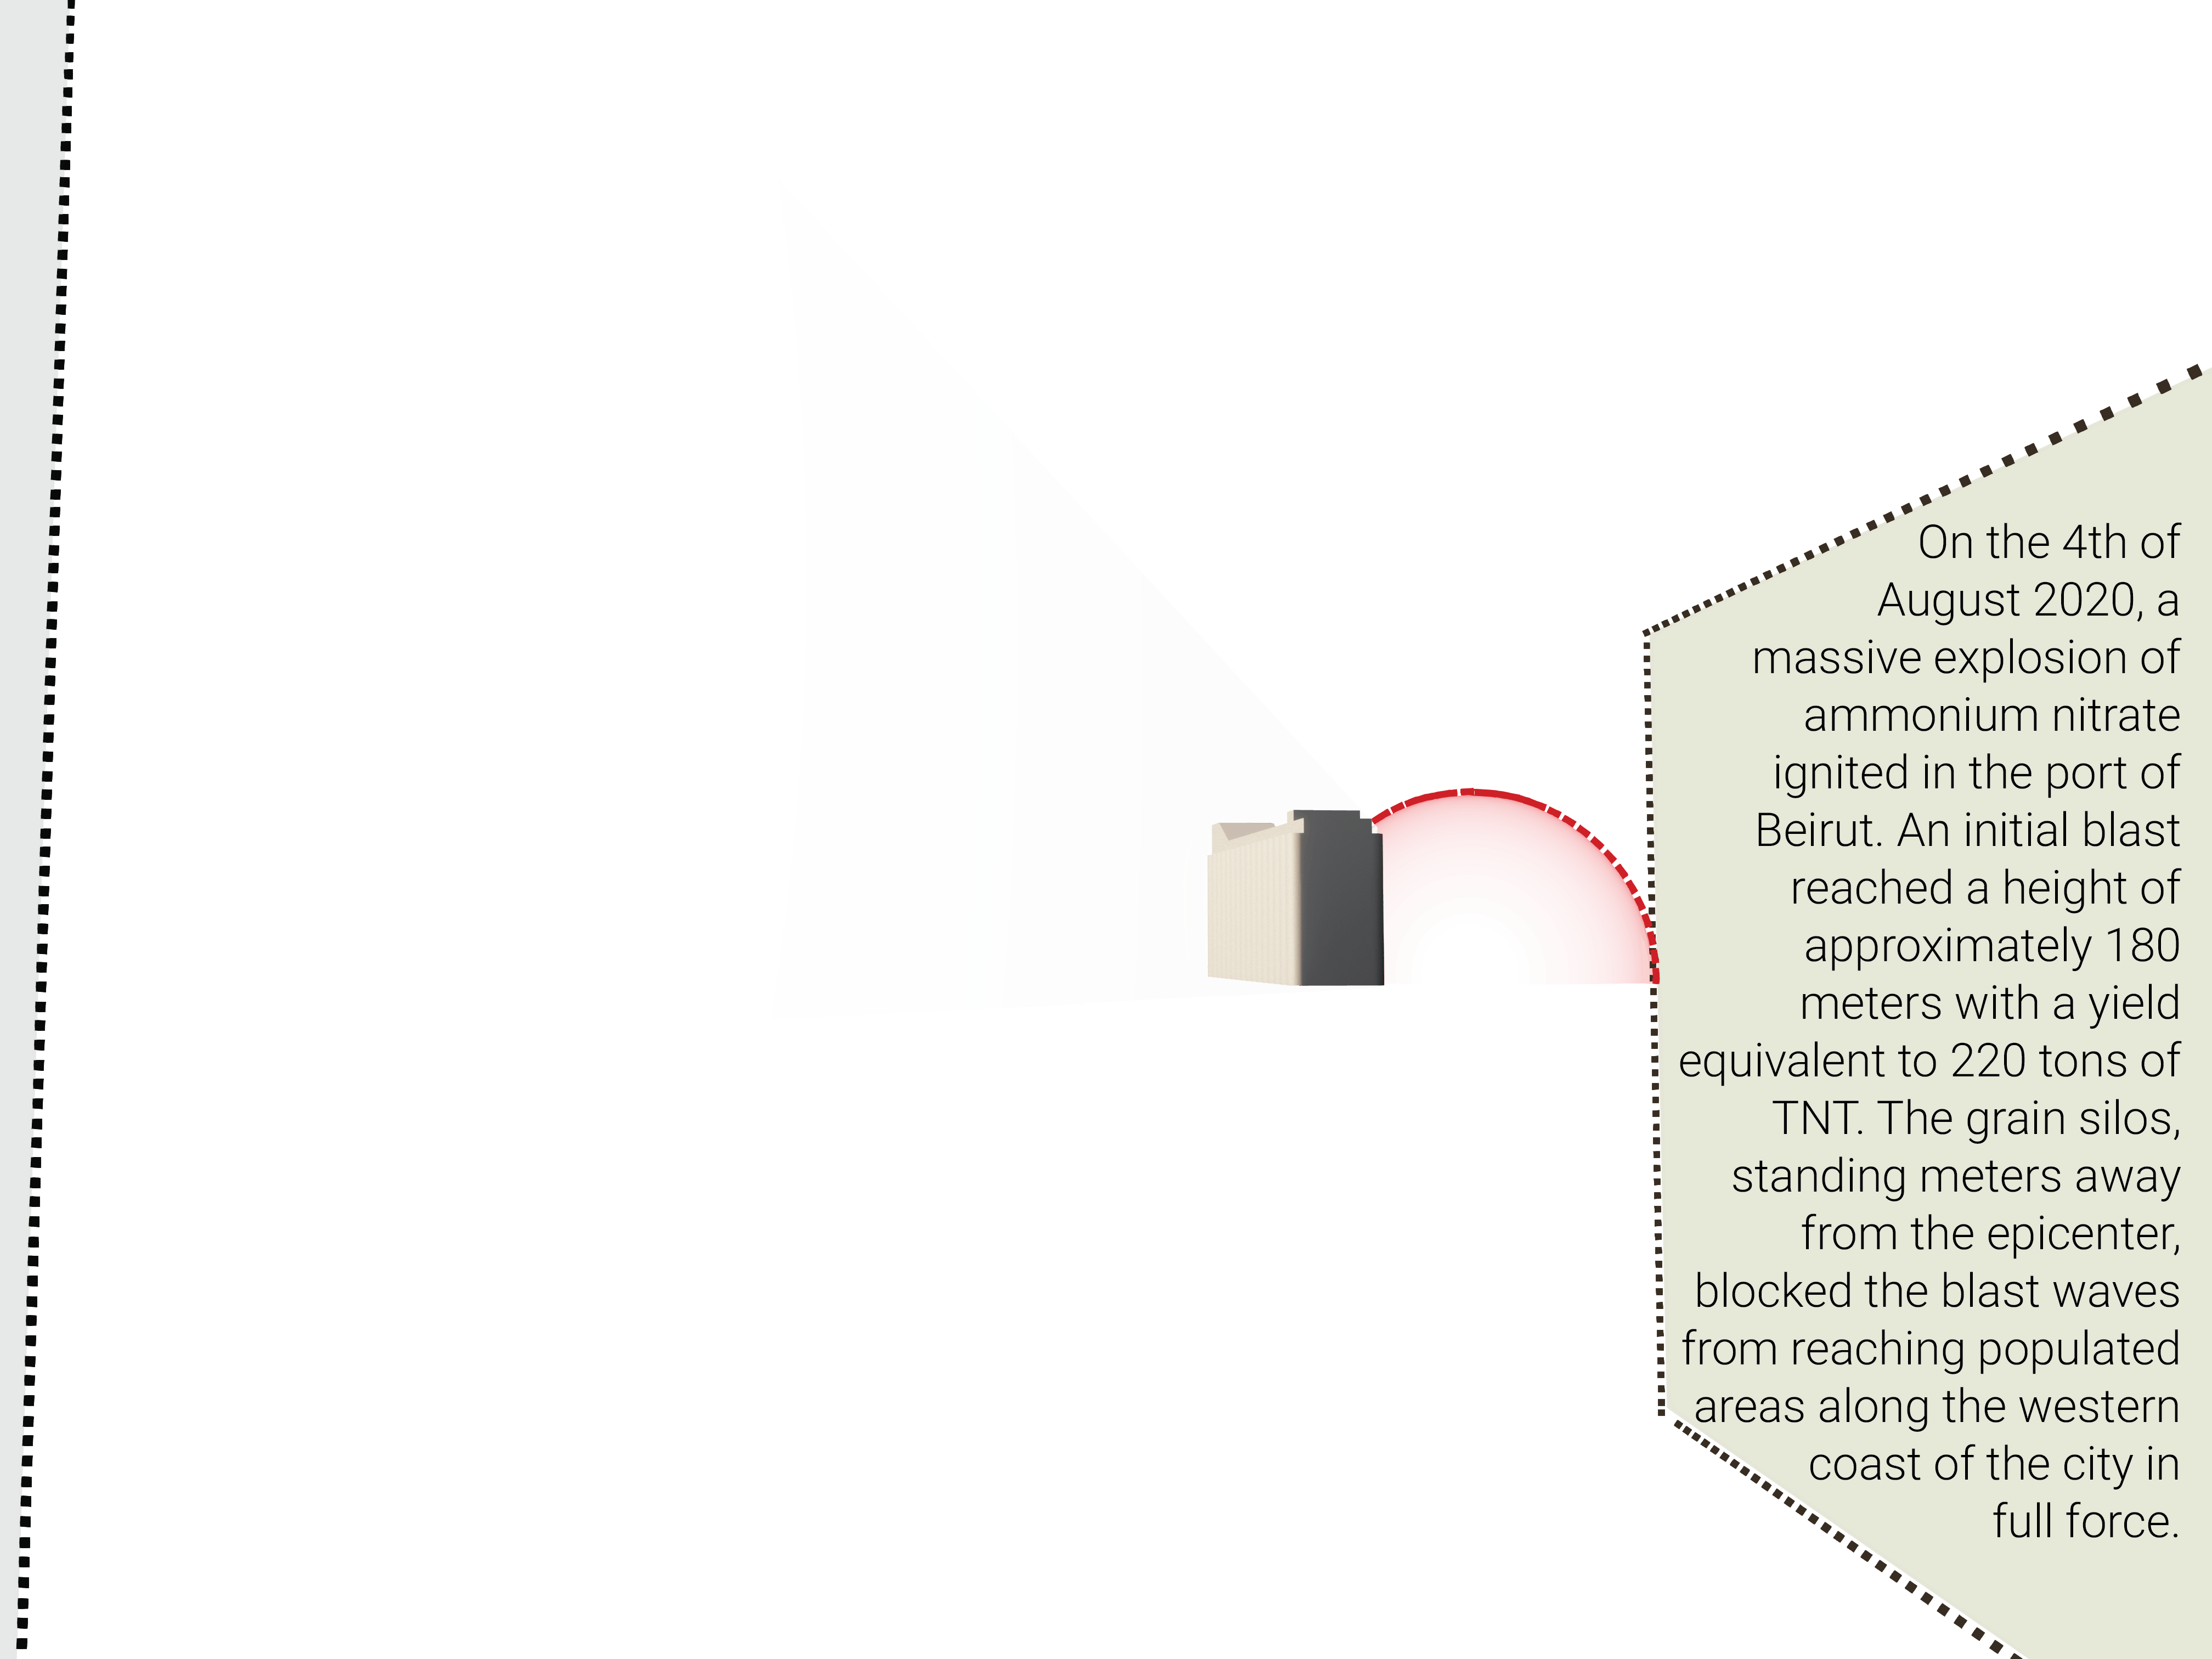 On the 4th of
August 2020, a
massive explosion of
ammonium nitrate
ignited in the port of
Beirut. An initial blast
reached a height of
approximately 180
meters with a yield
equivalent to 220 tons of
TNT. The grain silos,
standing meters away
from the epicenter,
blocked the blast waves
from reaching populated
areas along the western
coast of the city in
full force.